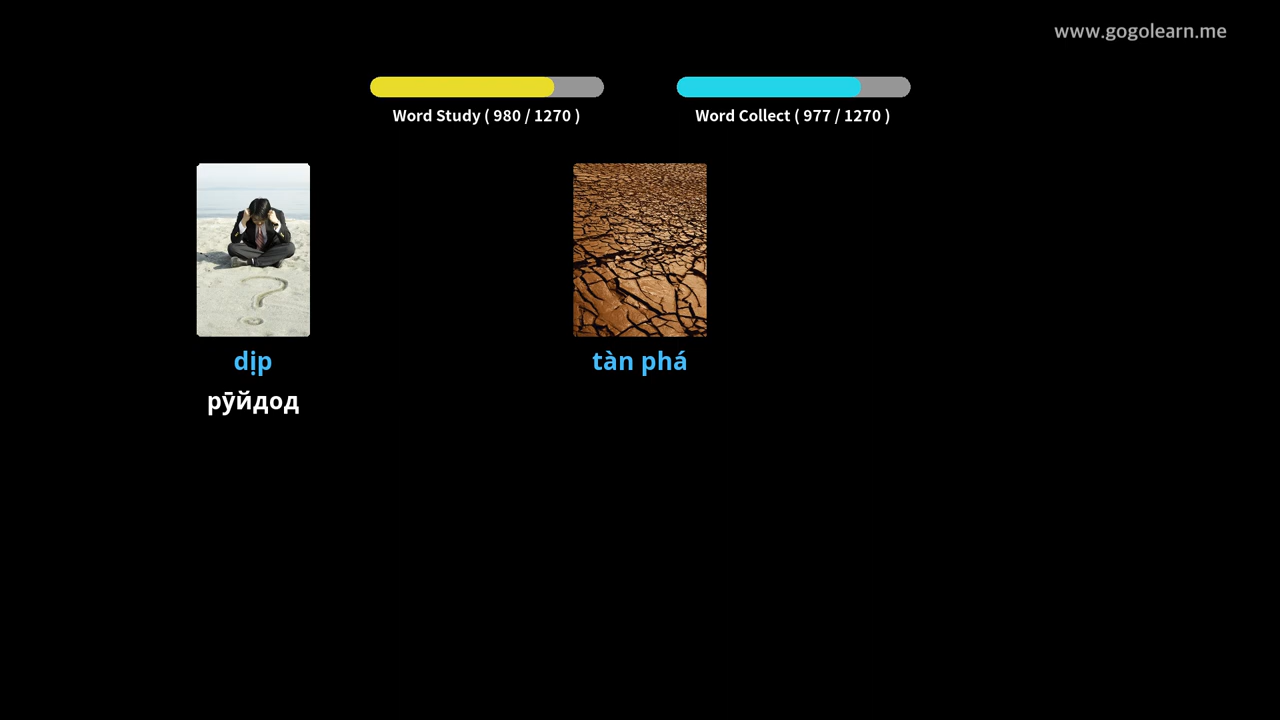 www.gogolearn.me
Word Study ( 980 / 1270 )
Word Collect ( 977 / 1270 )
dịp
рӯйдод
tàn phá